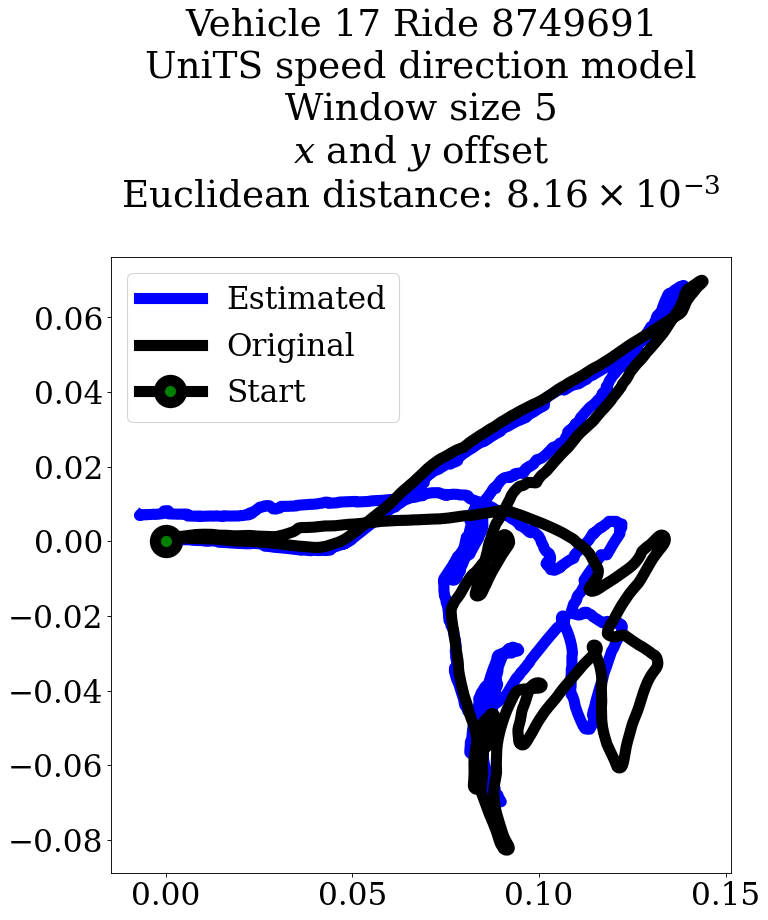 Vehicle 17 Ride 8749691
UniTS speed direction model
Window size 5
x and y offset
Euclidean distance: 8.16 × 10⁻³
Estimated
Original
Start
0.06
0.04
0.02
0.00
−0.02
−0.04
−0.06
−0.08
0.00 0.05 0.10 0.15